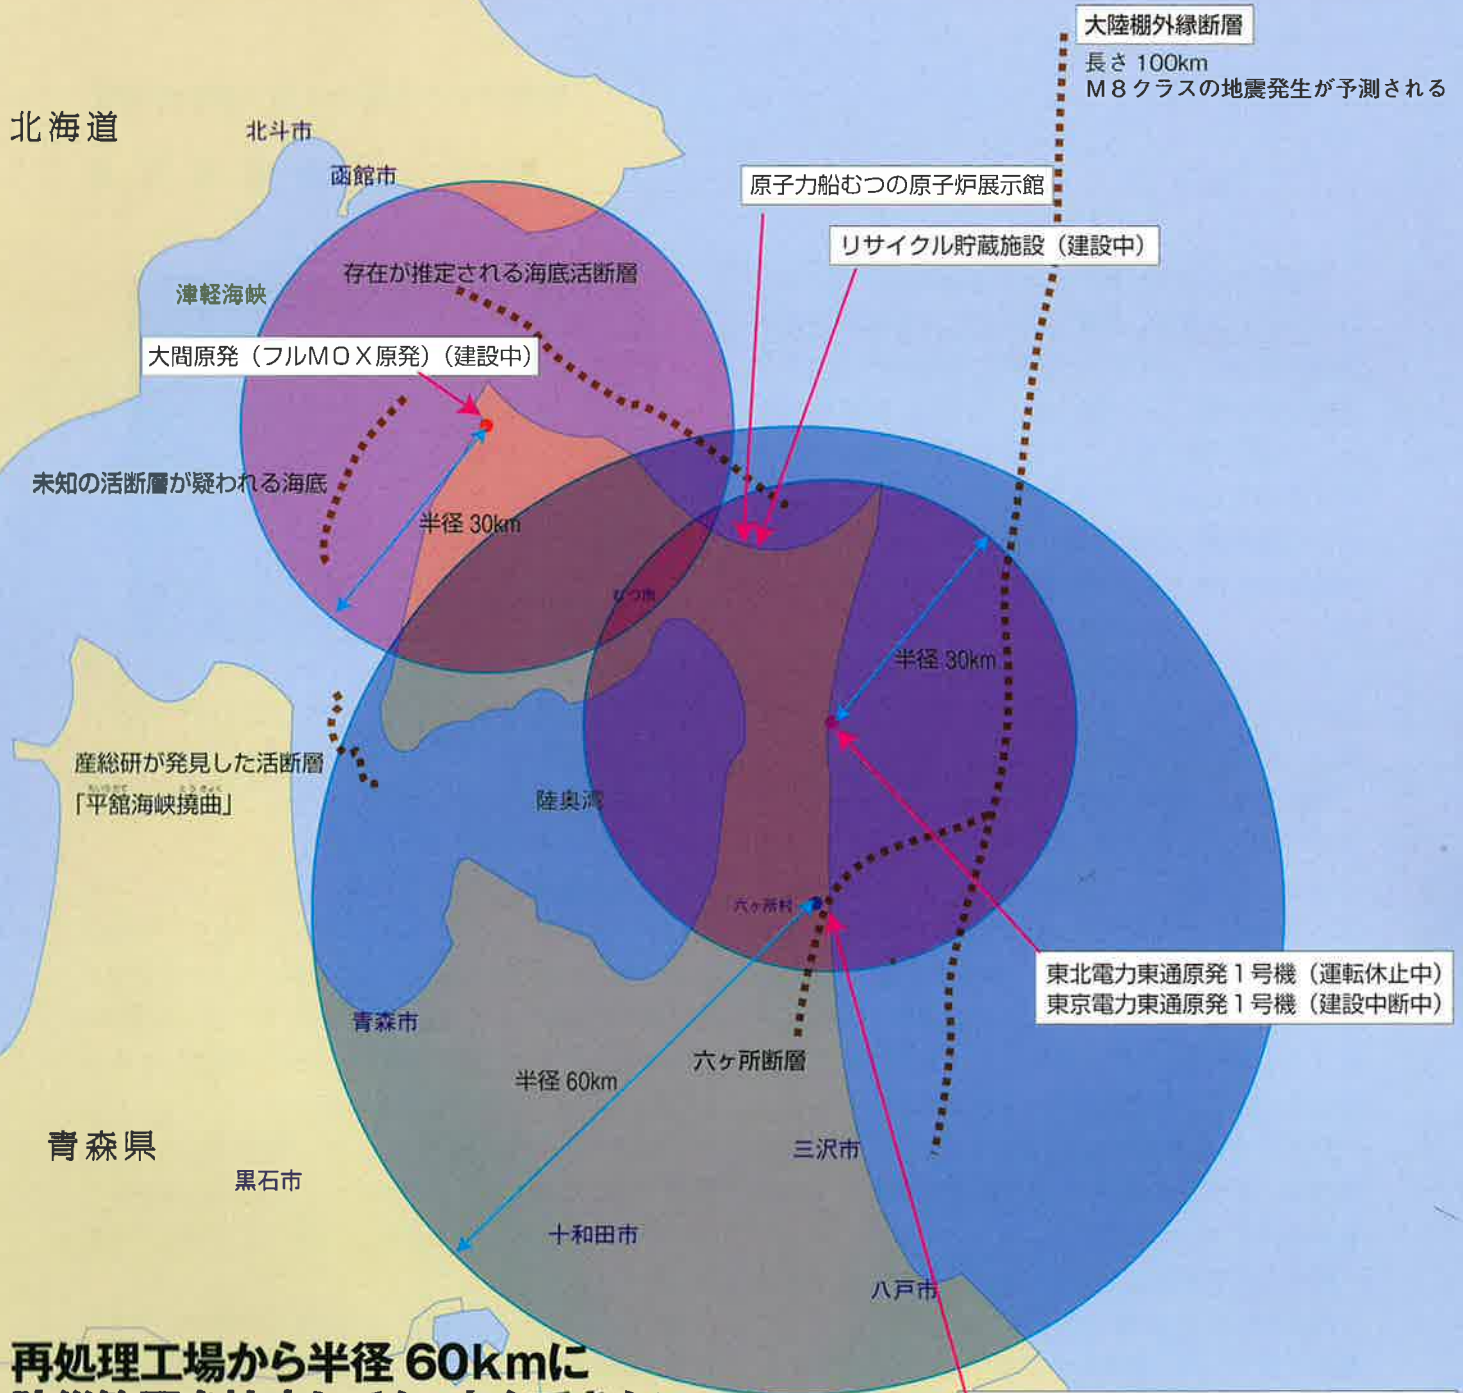 大陸棚外縁断層
長さ 100km
M8クラスの地震発生が予測される
北海道
北斗市
函館市
原子力船むつの原子炉展示館
リサイクル貯蔵施設（建設中）
存在が推定される海底活断層
津軽海峡
大間原発（フルMOX原発）（建設中）
未知の活断層が疑われる海底
半径 30km
むつ市
半径 30km
産総研が発見した活断層
「平舘海峡撓曲」
陸奥湾
六ヶ所村
東北電力東通原発1号機（運転休止中）
東京電力東通原発1号機（建設中断中）
青森市
六ヶ所断層
半径 60km
青森県
三沢市
黒石市
十和田市
八戸市
再処理工場から半径 60kmに